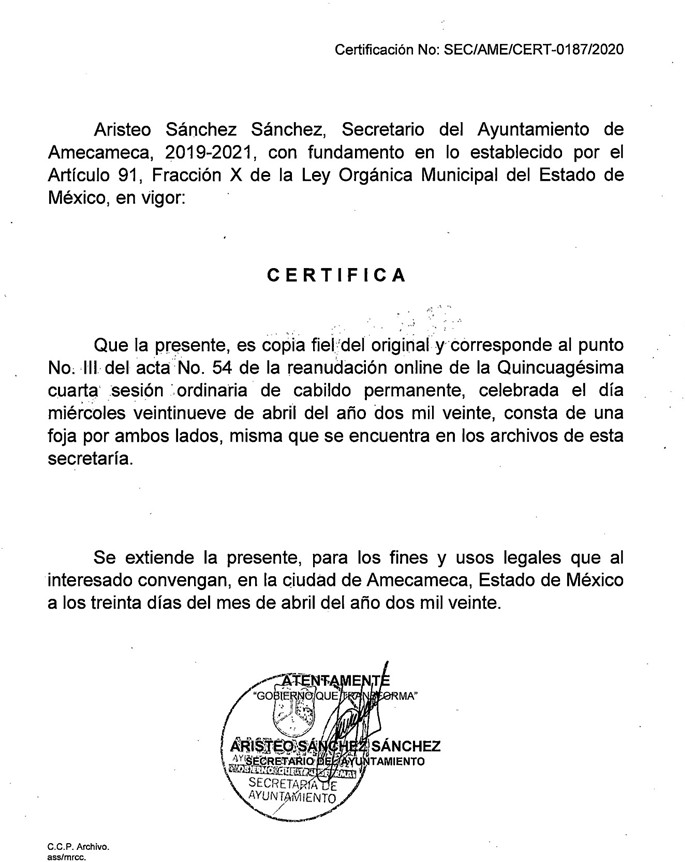 Certificación No: SEC/AME/CERT-0187/2020
Aristeo Sánchez Sánchez, Secretario del Ayuntamiento de
Amecameca, 2019-2021, con fundamento en lo establecido por el
Artículo 91, Fracción X de la Ley Orgánica Municipal del Estado de
México, en vigor:
C E R T I F I C A
Que la presente, es copia fiel del original y corresponde al punto
No. III del acta No. 54 de la reanudación online de la Quincuagésima
cuarta sesión ordinaria de cabildo permanente, celebrada el día
miércoles veintinueve de abril del año dos mil veinte, consta de una
foja por ambos lados, misma que se encuentra en los archivos de esta
secretaría.
Se extiende la presente, para los fines y usos legales que al
interesado convengan, en la ciudad de Amecameca, Estado de México
a los treinta días del mes de abril del año dos mil veinte.
ATENTAMENTE
"GOBIERNO QUE TRANSFORMA"
ARISTEO SÁNCHEZ SÁNCHEZ
SECRETARIO DEL AYUNTAMIENTO
SECRETARÍA DE
AYUNTAMIENTO
C.C.P. Archivo.
ass/mrcc.